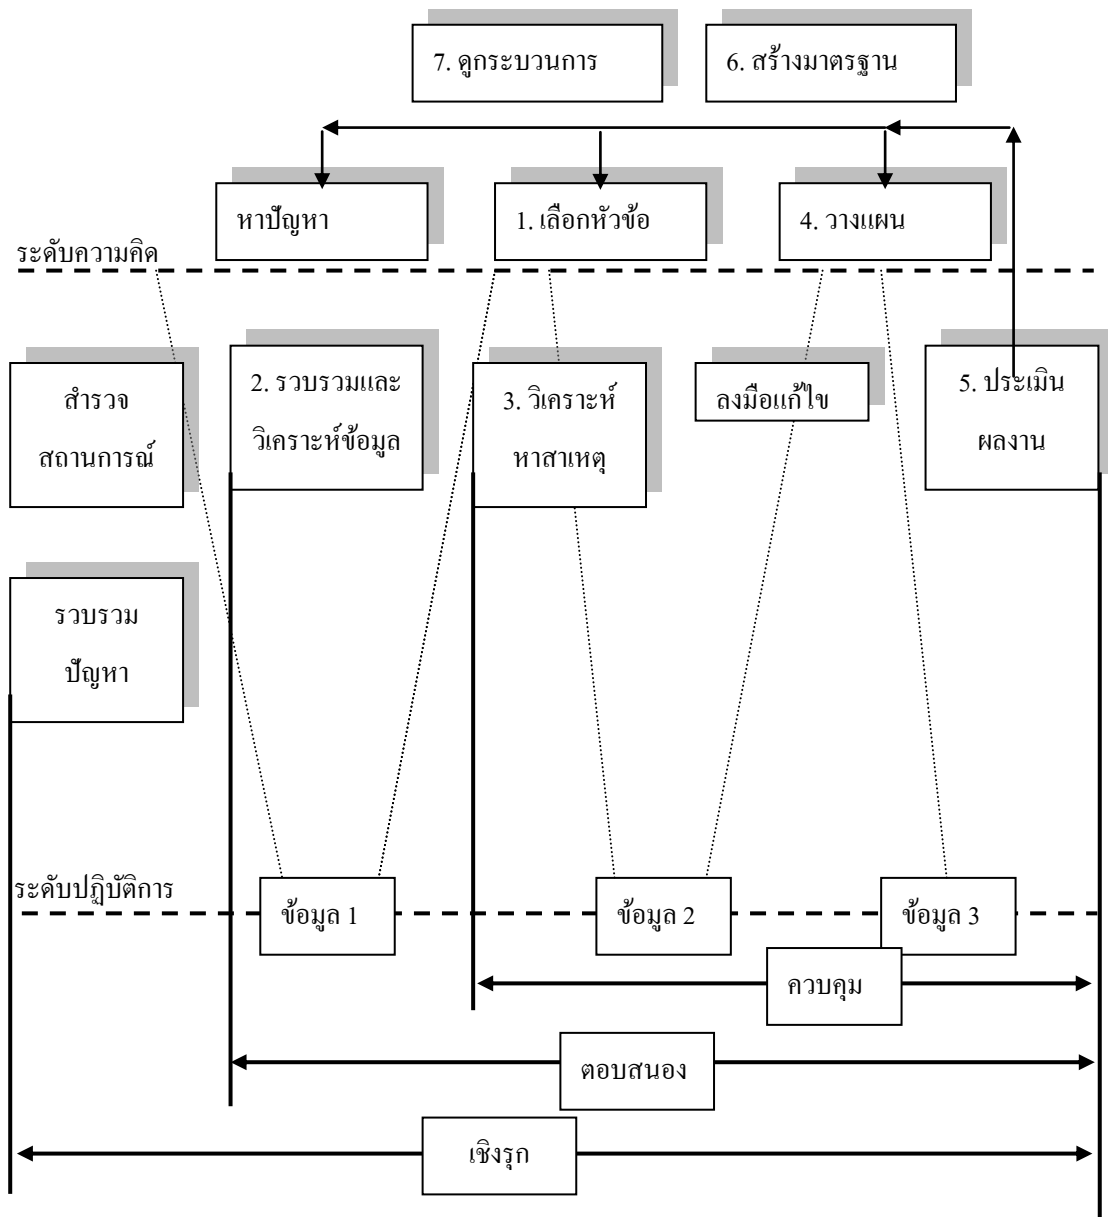 7. ดูกระบวนการ
6. สร้างมาตรฐาน
หาปัญหา
1. เลือกหัวข้อ
4. วางแผน
ระดับความคิด
สำรวจ
สถานการณ์
2. รวบรวมและ
วิเคราะห์ข้อมูล
3. วิเคราะห์
หาสาเหตุ
ลงมือแก้ไข
5. ประเมิน
ผลงาน
รวบรวม
ปัญหา
ระดับปฏิบัติการ
ข้อมูล 1
ข้อมูล 2
ข้อมูล 3
ควบคุม
ตอบสนอง
เชิงรุก